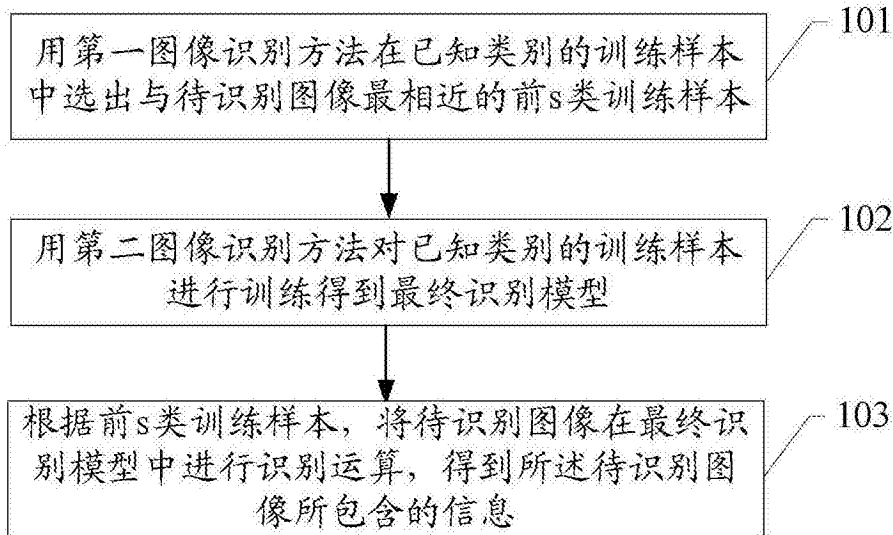 用第一图像识别方法在已知类别的训练样本
中选出与待识别图像最相近的前s类训练样本
101
用第二图像识别方法对已知类别的训练样本
进行训练得到最终识别模型
102
根据前s类训练样本，将待识别图像在最终识
别模型中进行识别运算，得到所述待识别图
像所包含的信息
103